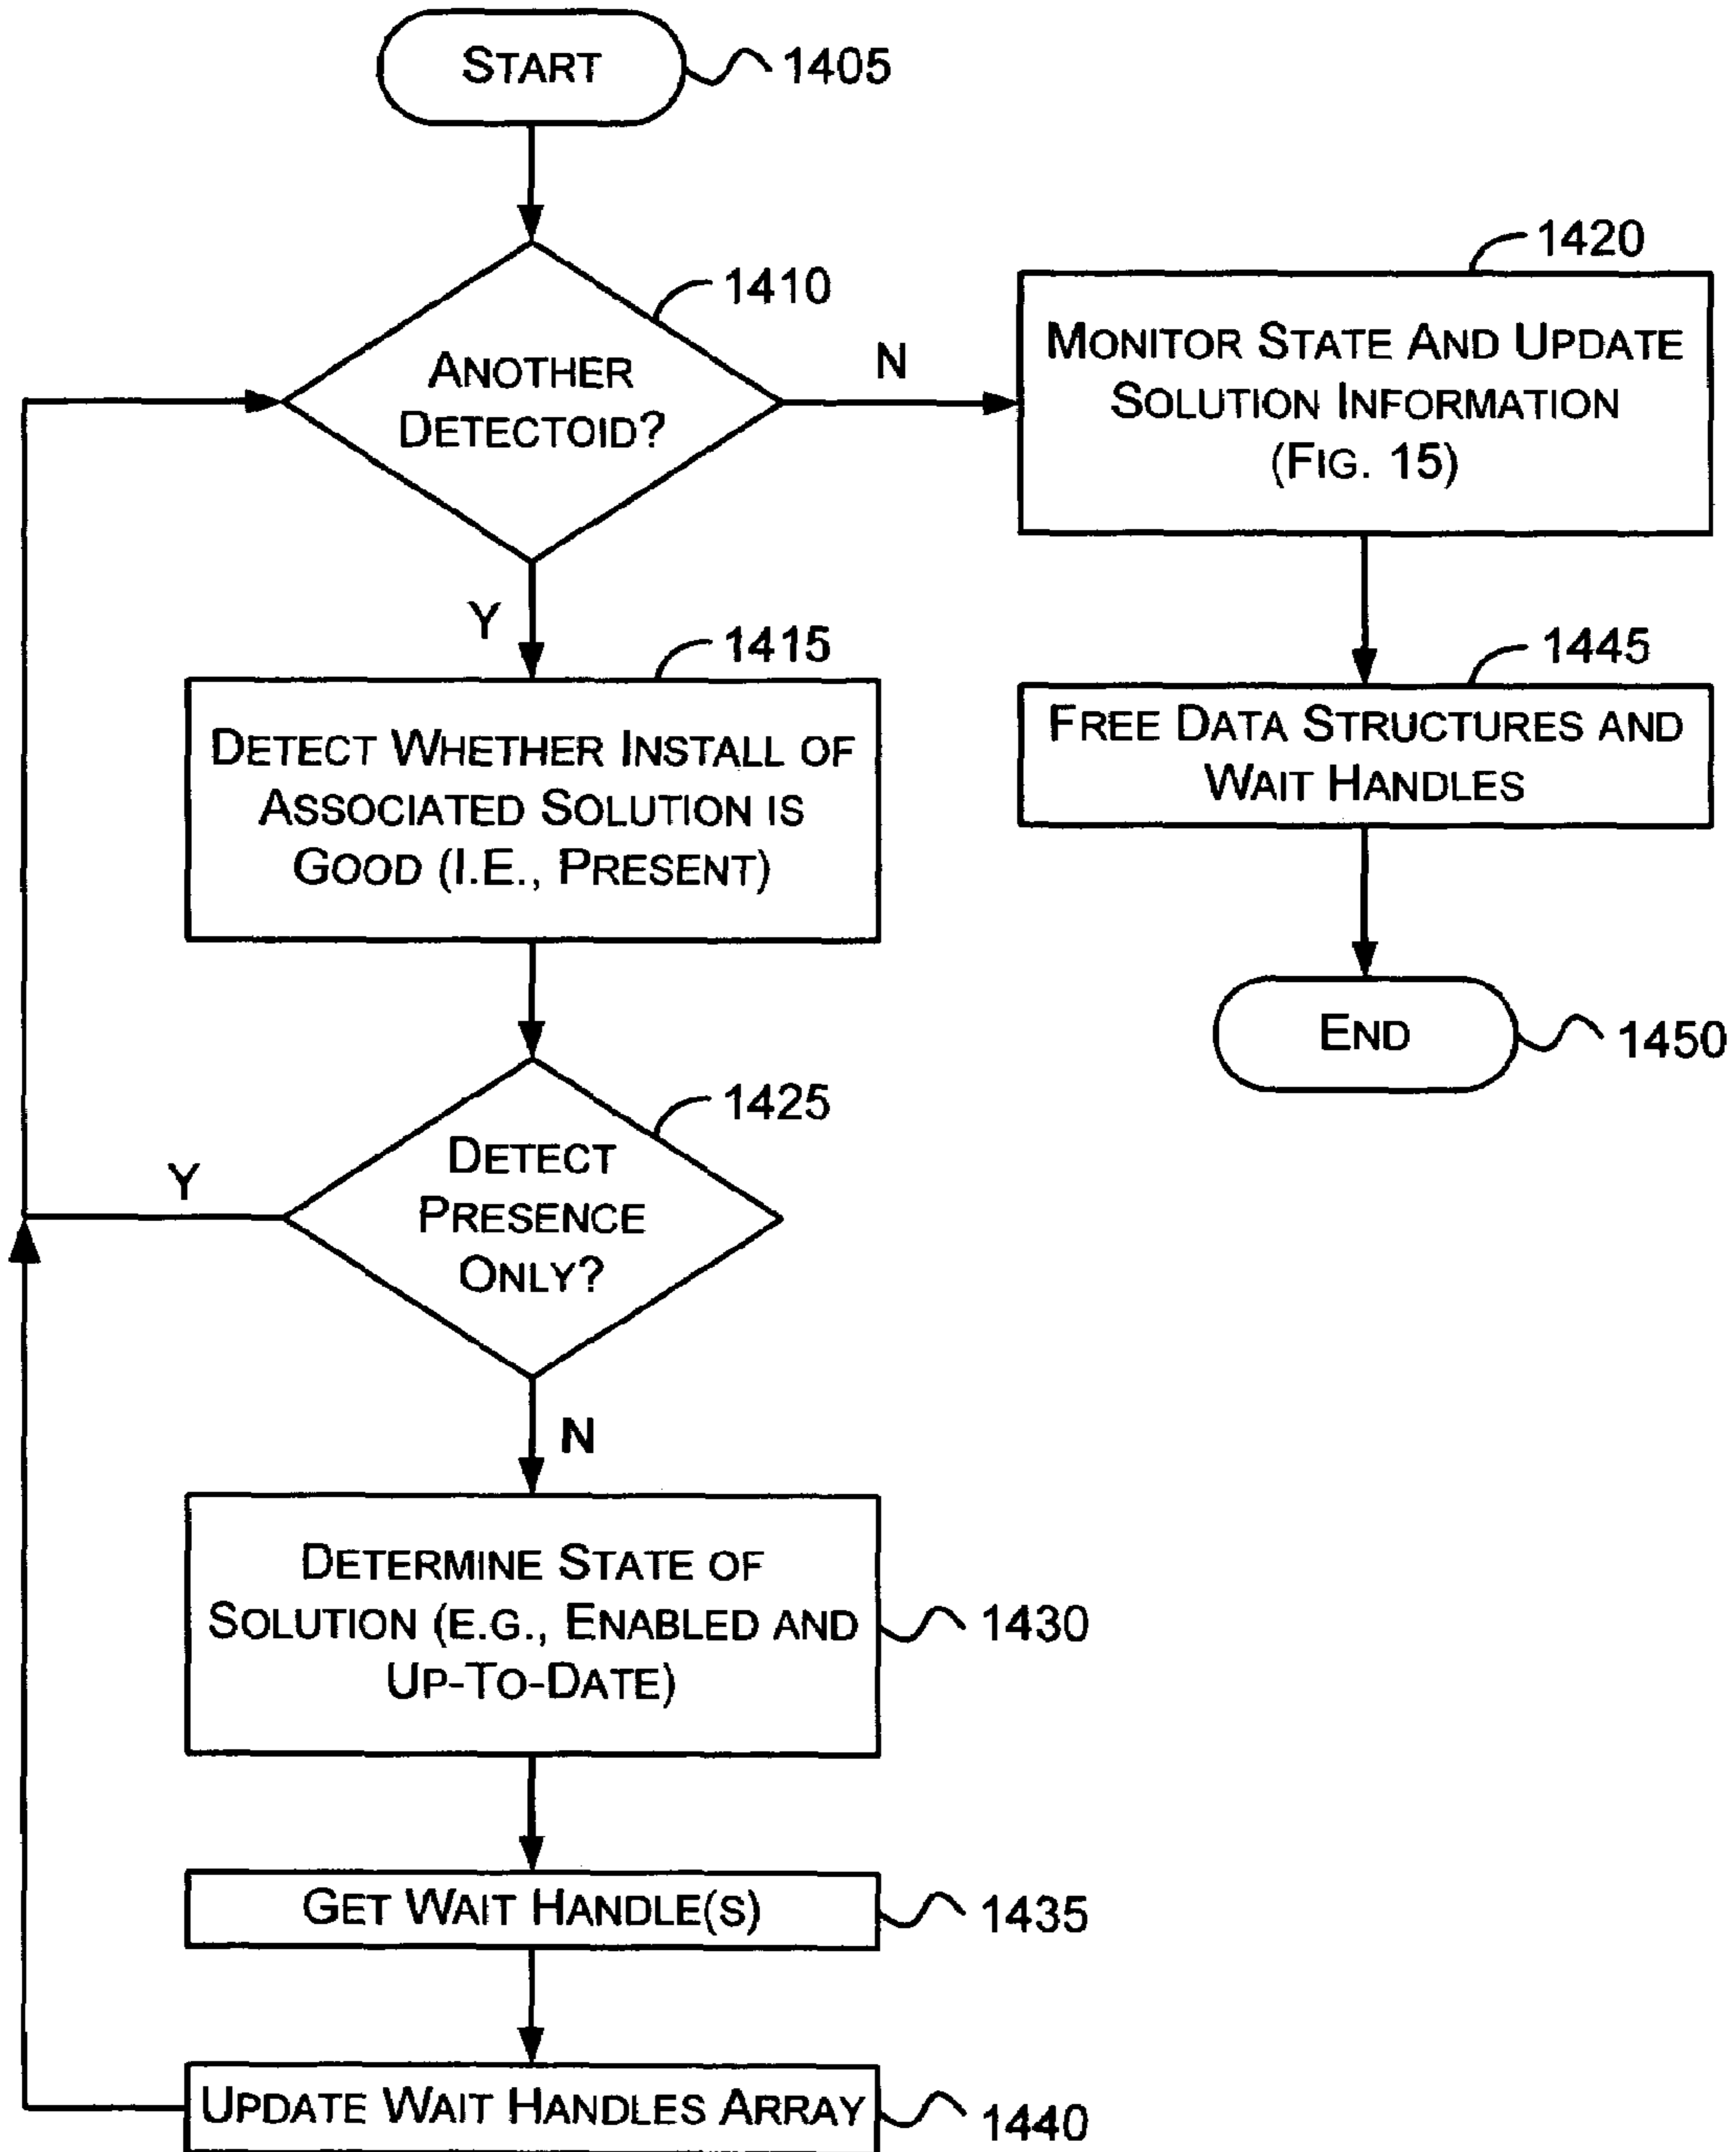 START
1405
1410
ANOTHER
DETECTOID?
N
1420
MONITOR STATE AND UPDATE
SOLUTION INFORMATION
(FIG. 15)
Y
1415
DETECT WHETHER INSTALL OF
ASSOCIATED SOLUTION IS
GOOD (I.E., PRESENT)
1445
FREE DATA STRUCTURES AND
WAIT HANDLES
END
1450
1425
DETECT
PRESENCE
ONLY?
Y
N
DETERMINE STATE OF
SOLUTION (E.G., ENABLED AND
UP-TO-DATE)
1430
GET WAIT HANDLE(S)
1435
UPDATE WAIT HANDLES ARRAY
1440